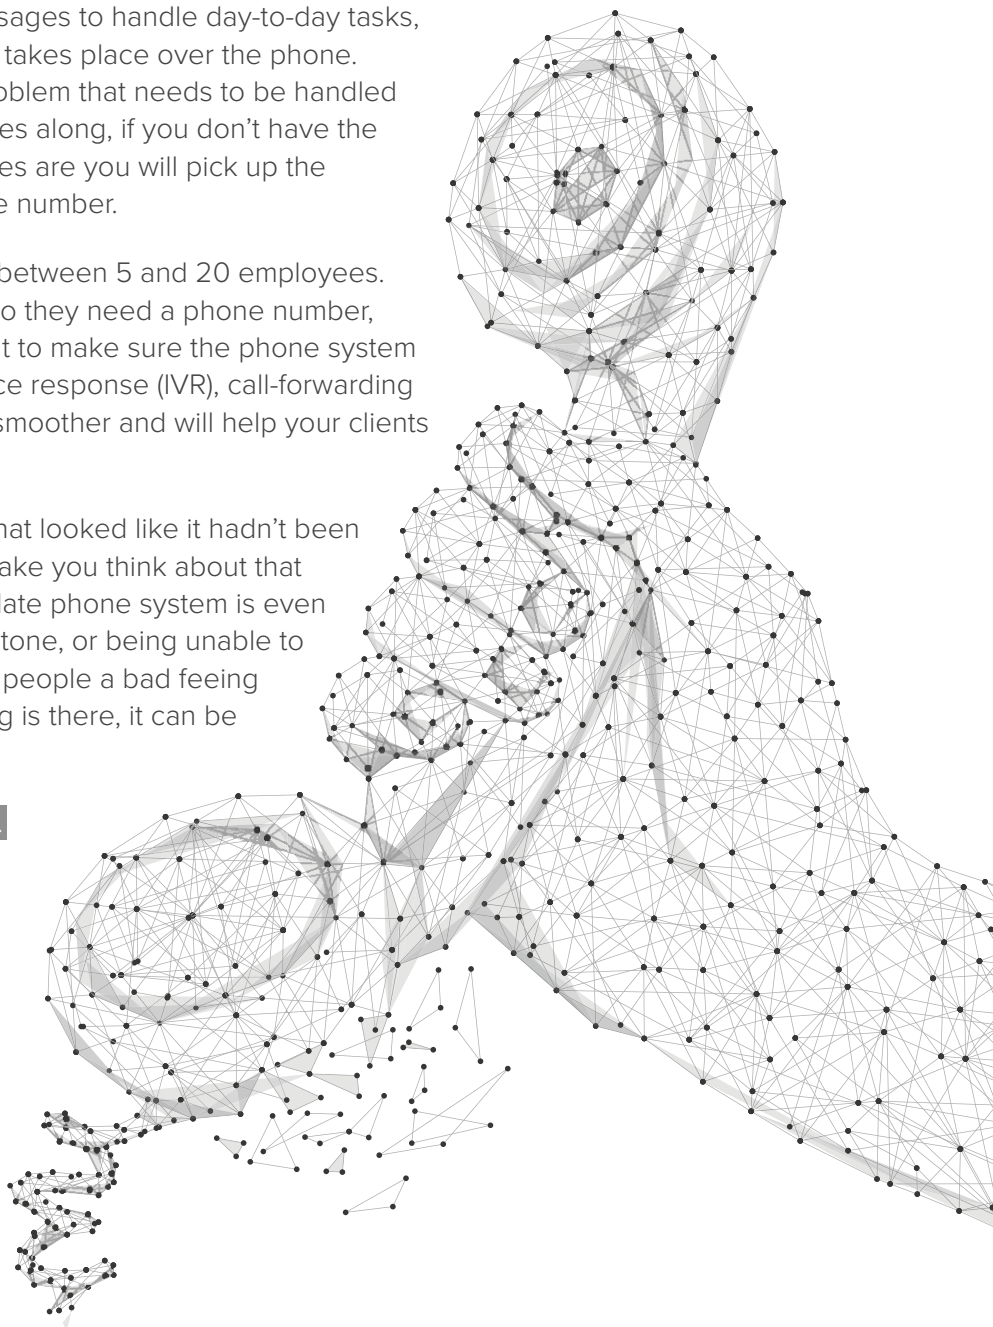 sages to handle day-to-day tasks,
takes place over the phone.
oblem that needs to be handled
es along, if you don’t have the
es are you will pick up the
e number.
between 5 and 20 employees.
o they need a phone number,
t to make sure the phone system
ce response (IVR), call-forwarding
smoother and will help your clients
hat looked like it hadn’t been
ake you think about that
late phone system is even
tone, or being unable to
people a bad feeing
g is there, it can be